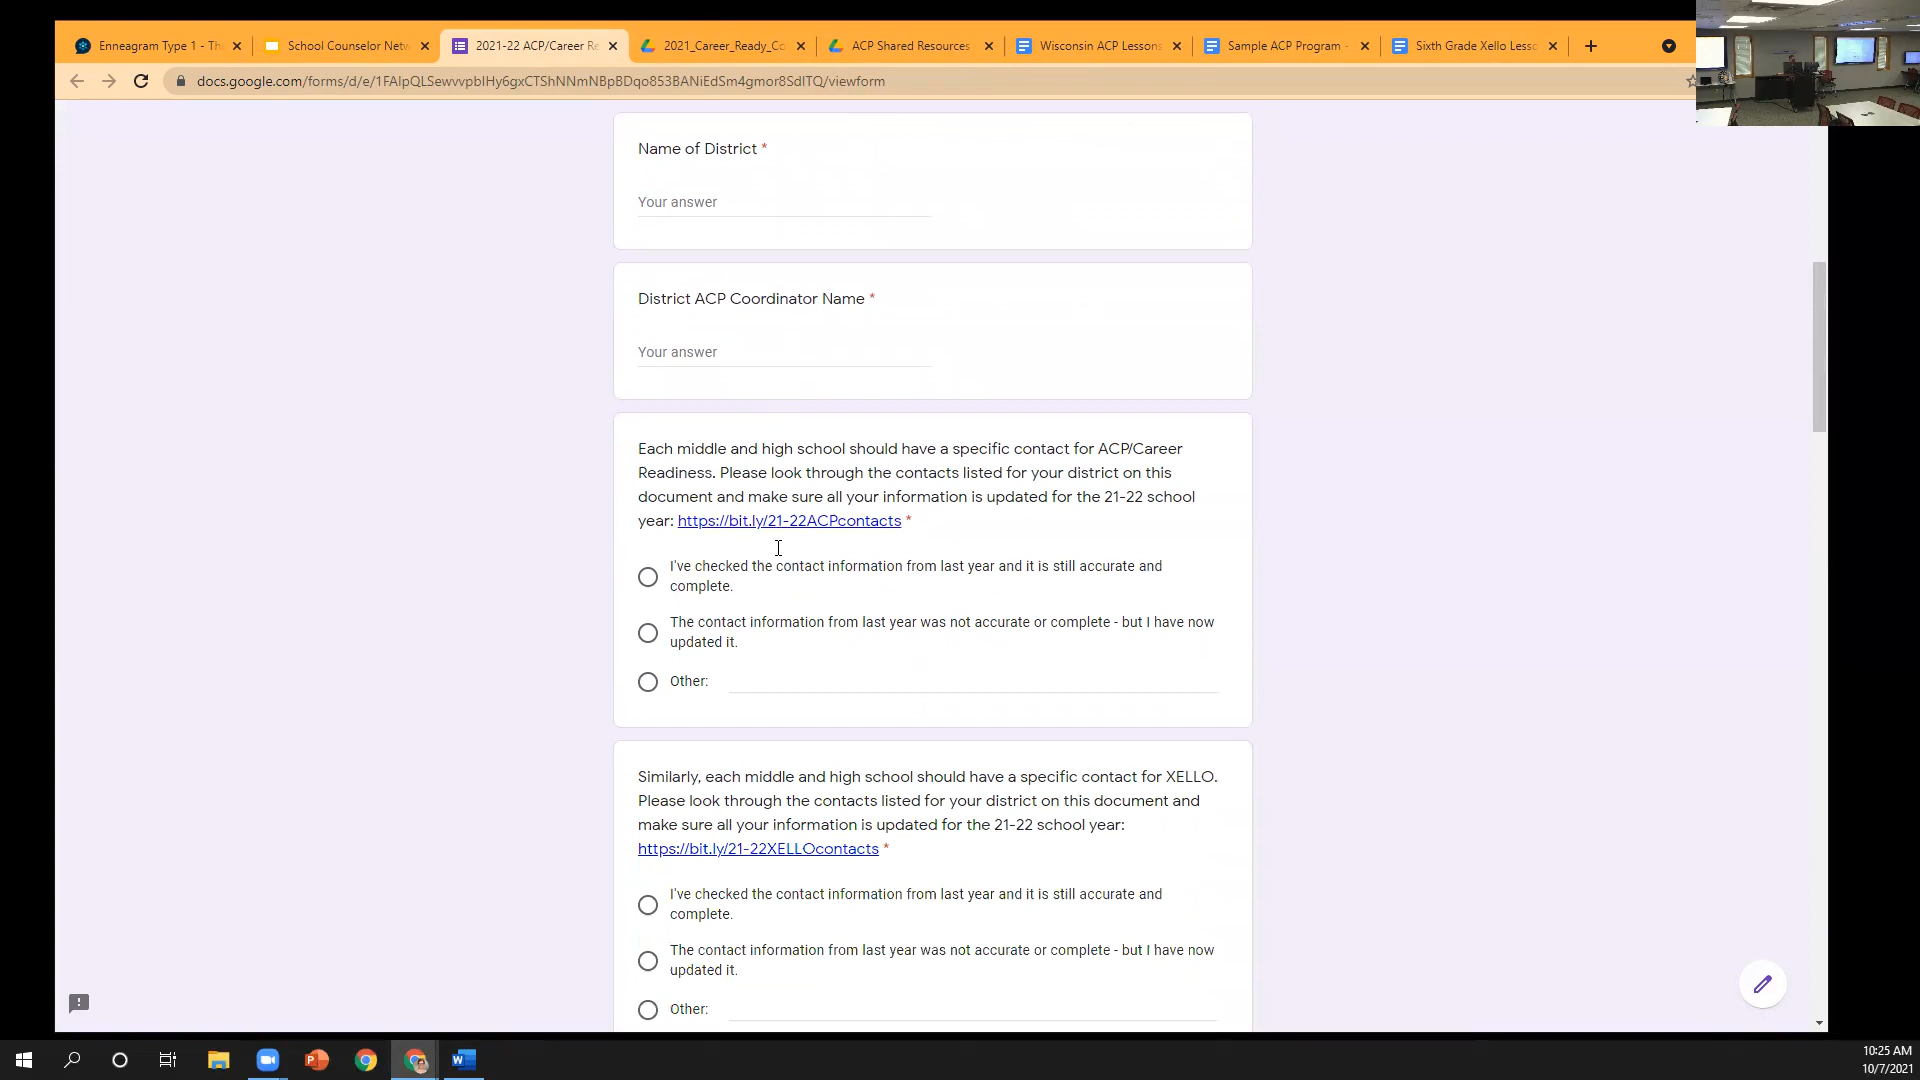 Enneagram Type 1 - Th
School Counselor Netw
2021-22 ACP/Career Re
2021_Career_Ready_Co
ACP Shared Resources
Wisconsin ACP Lessons
Sample ACP Program -
Sixth Grade Xello Lesso
docs.google.com/forms/d/e/1FAIpQLSewvvpbIHy6gxCTShNNmNBpBDqo853BANiEdSm4gmor8SdITQ/viewform
Name of District *
Your answer
District ACP Coordinator Name *
Your answer
Each middle and high school should have a specific contact for ACP/Career
Readiness. Please look through the contacts listed for your district on this
document and make sure all your information is updated for the 21-22 school
year: https://bit.ly/21-22ACPcontacts *
I've checked the contact information from last year and it is still accurate and
complete.
The contact information from last year was not accurate or complete - but I have now
updated it.
Other:
Similarly, each middle and high school should have a specific contact for XELLO.
Please look through the contacts listed for your district on this document and
make sure all your information is updated for the 21-22 school year:
https://bit.ly/21-22XELLOcontacts *
I've checked the contact information from last year and it is still accurate and
complete.
The contact information from last year was not accurate or complete - but I have now
updated it.
Other:
10:25 AM
10/7/2021